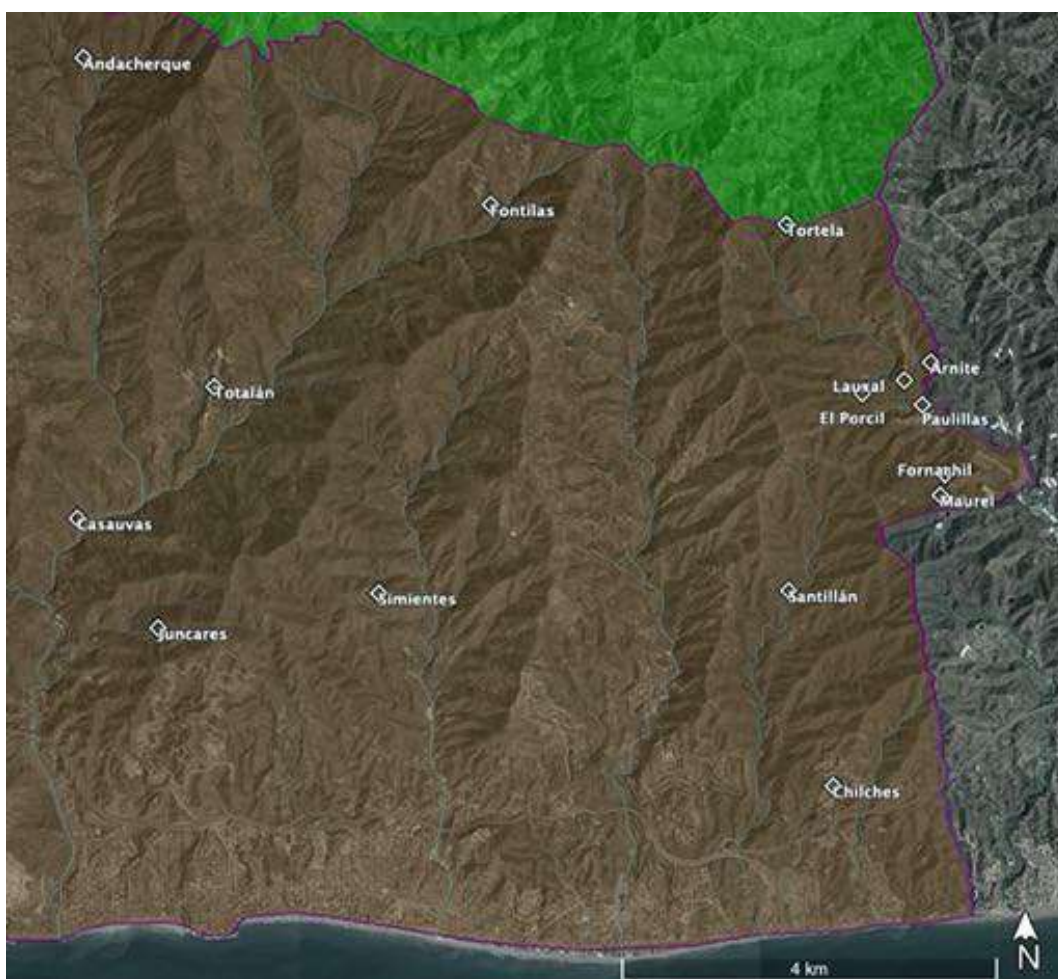 Andacherque
Fontilas
Tortela
Arnite
Lauxal
Totalán
El Porcil
Paulillas
Fornanhil
Maurel
Casauvas
Simientes
Santillán
Juncares
Chilches
4 km
N